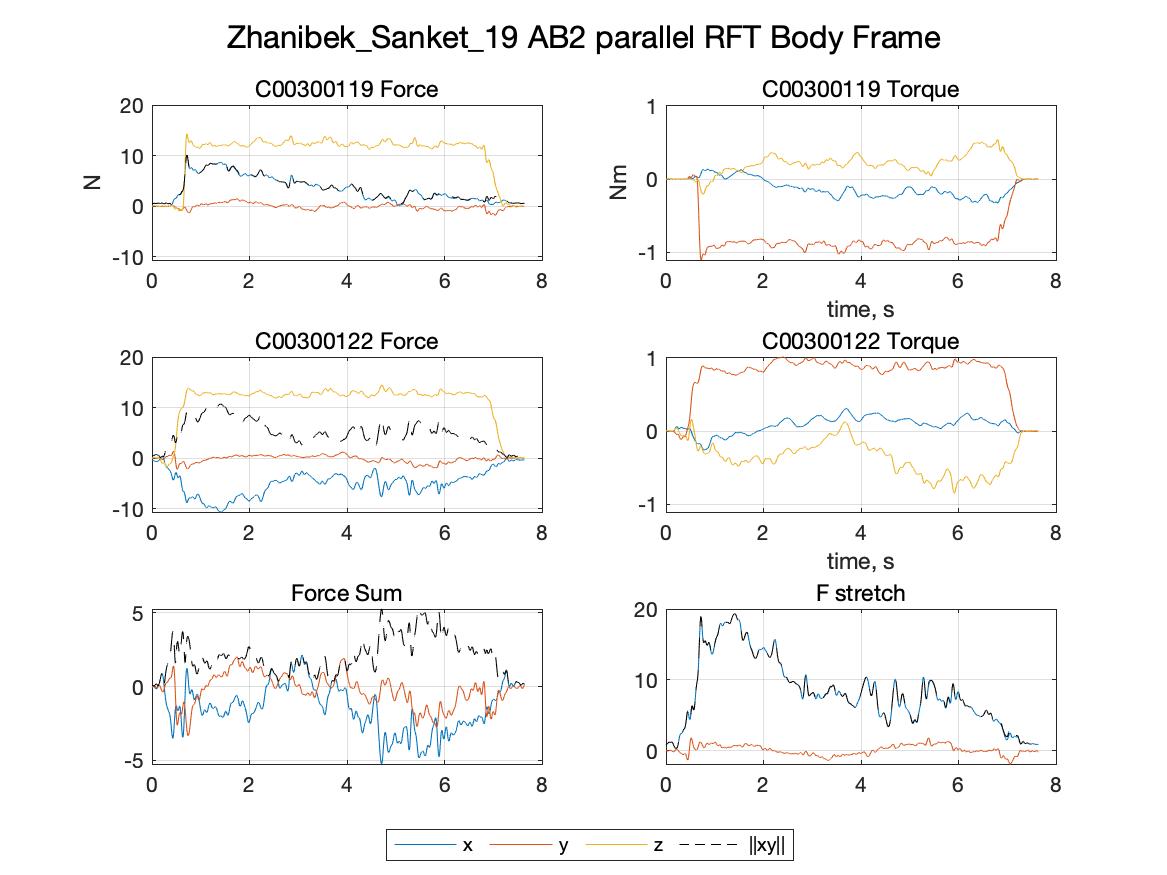 Zhanibek_Sanket_19 AB2 parallel RFT Body Frame
C00300119 Force
20
10
0
-10
N
0 2 4 6 8
C00300119 Torque
1
0
-1
Nm
0 2 4 6 8
time, s
C00300122 Force
20
10
0
-10
0 2 4 6 8
C00300122 Torque
1
0
-1
0 2 4 6 8
time, s
Force Sum
5
0
-5
0 2 4 6 8
F stretch
20
10
0
0 2 4 6 8
x y z ||xy||